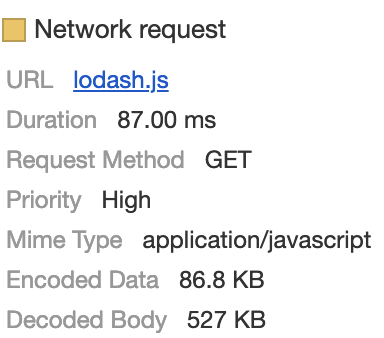 Network request
URL lodash.js
Duration 87.00 ms
Request Method GET
Priority High
Mime Type application/javascript
Encoded Data 86.8 KB
Decoded Body 527 KB